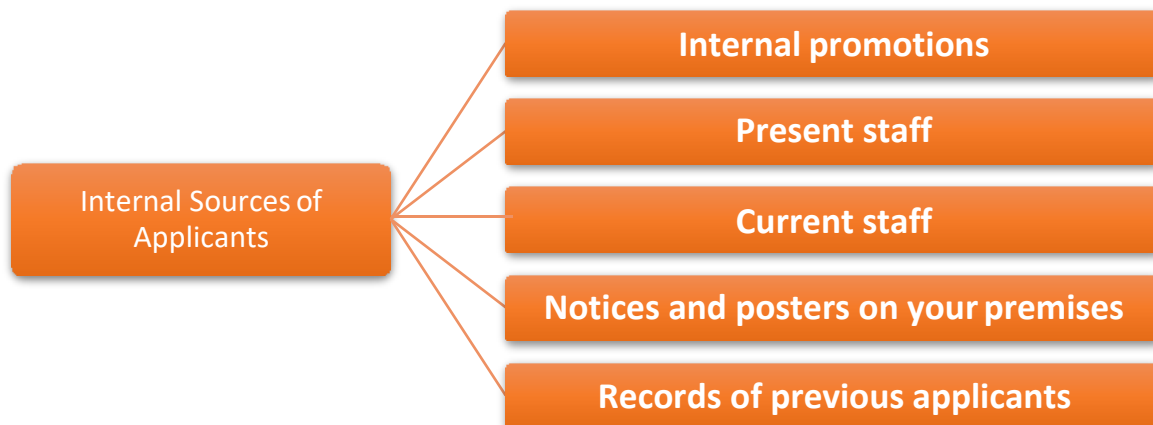 Internal Sources of
Applicants
Internal promotions
Present staff
Current staff
Notices and posters on your premises
Records of previous applicants